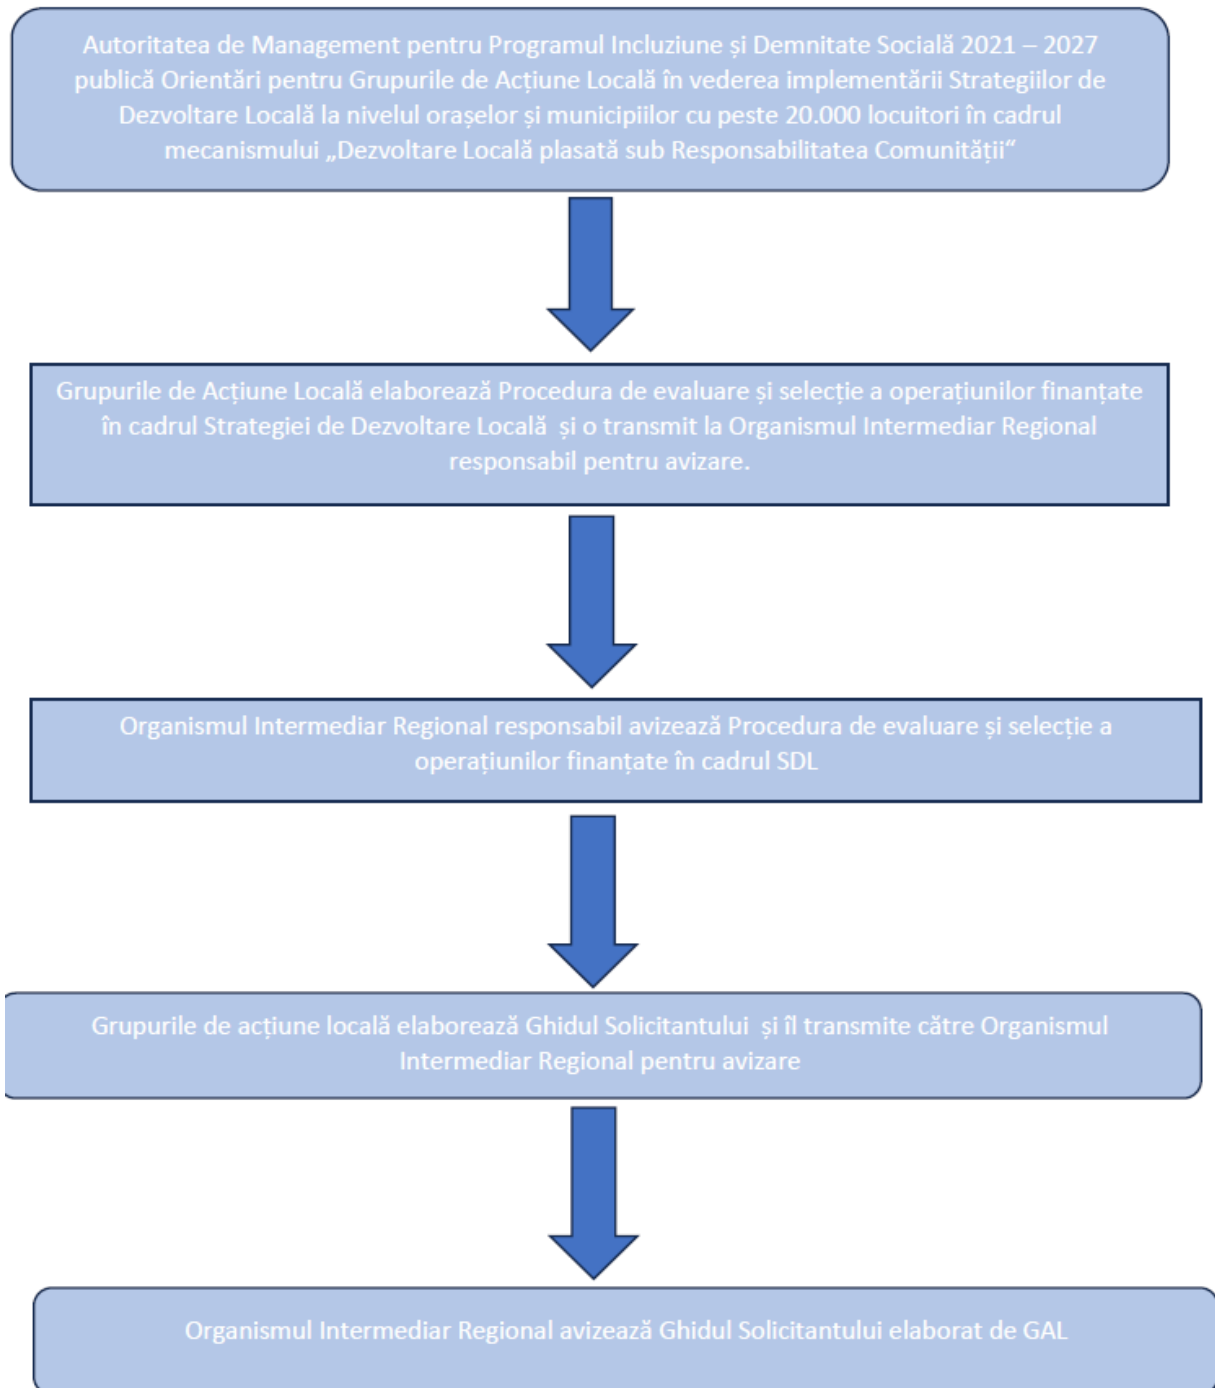 Autoritatea de Management pentru Programul Incluziune și Demnitate Socială 2021 – 2027
publică Orientări pentru Grupurile de Acțiune Locală în vederea implementării Strategiilor de
Dezvoltare Locală la nivelul orașelor și municipiilor cu peste 20.000 locuitori în cadrul
mecanismului „Dezvoltare Locală plasată sub Responsabilitatea Comunității“
Grupurile de Acțiune Locală elaborează Procedura de evaluare și selecție a operațiunilor finanțate
în cadrul Strategiei de Dezvoltare Locală și o transmit la Organismul Intermediar Regional
responsabil pentru avizare.
Organismul Intermediar Regional responsabil avizează Procedura de evaluare și selecție a
operațiunilor finanțate în cadrul SDL
Grupurile de acțiune locală elaborează Ghidul Solicitantului și îl transmite către Organismul
Intermediar Regional pentru avizare
Organismul Intermediar Regional avizează Ghidul Solicitantului elaborat de GAL